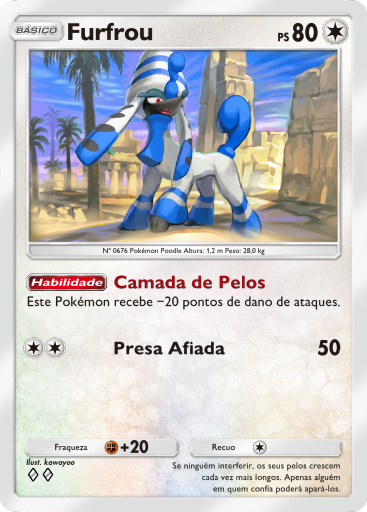 BÁSICO Furfrou PS 80
Nº 0676 Pokémon Poodle Altura: 1,2 m Peso: 28,0 kg
Habilidade Camada de Pelos
Este Pokémon recebe −20 pontos de dano de ataques.
Presa Afiada 50
Fraqueza +20 Recuo
Ilust. kawayoo
Se ninguém interferir, os seus pelos crescem
cada vez mais longos. Apenas alguém
em quem confia poderá apará-los.